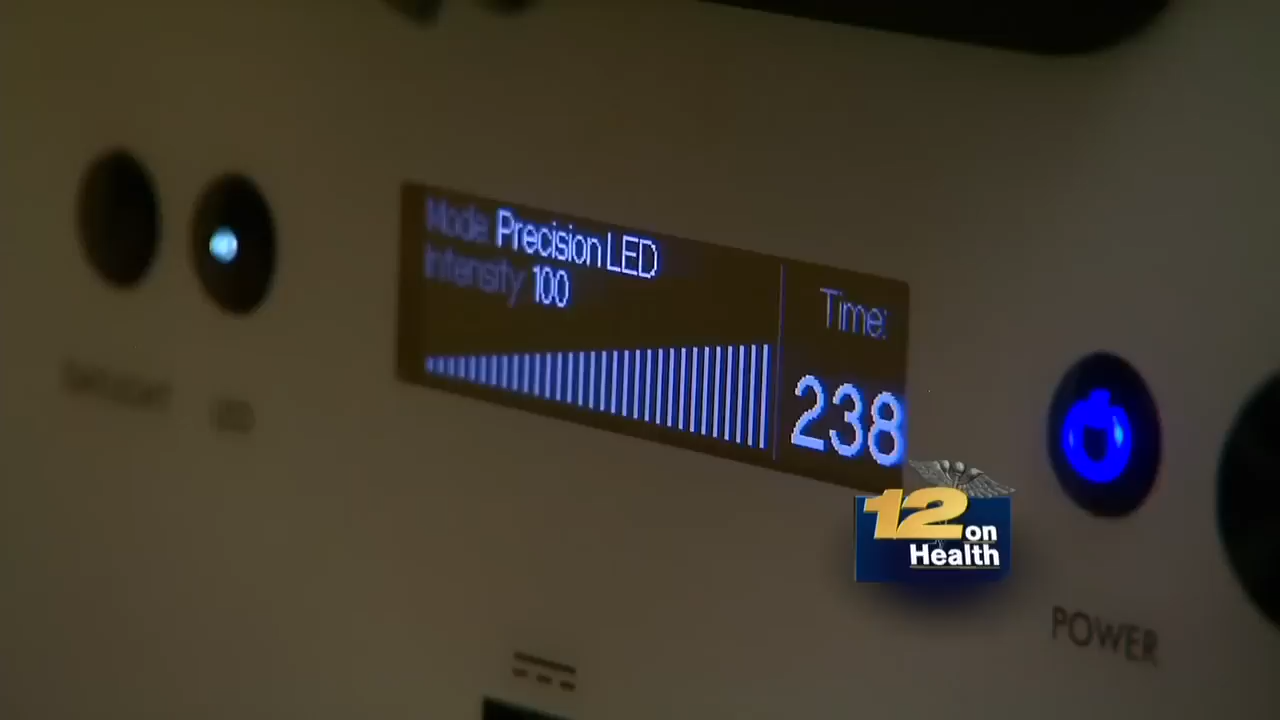 Mode: Precision LED
Intensity 100
Time:
238
12 on
Health
POWER